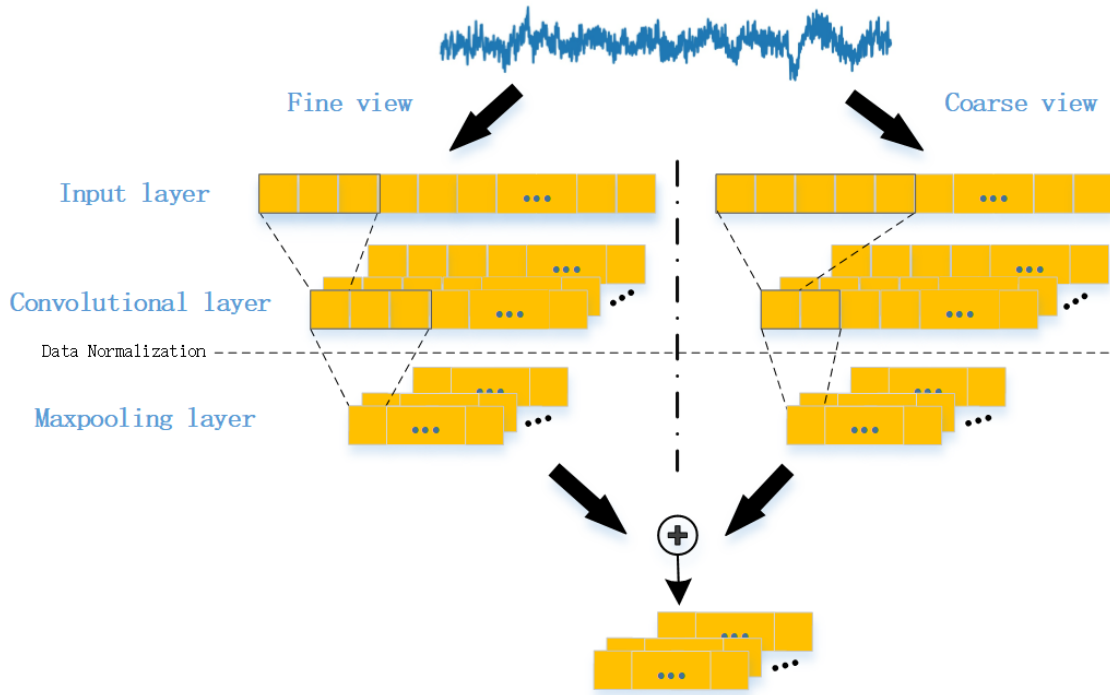 Fine view
Coarse view
Input layer
Convolutional layer
Data Normalization
Maxpooling layer